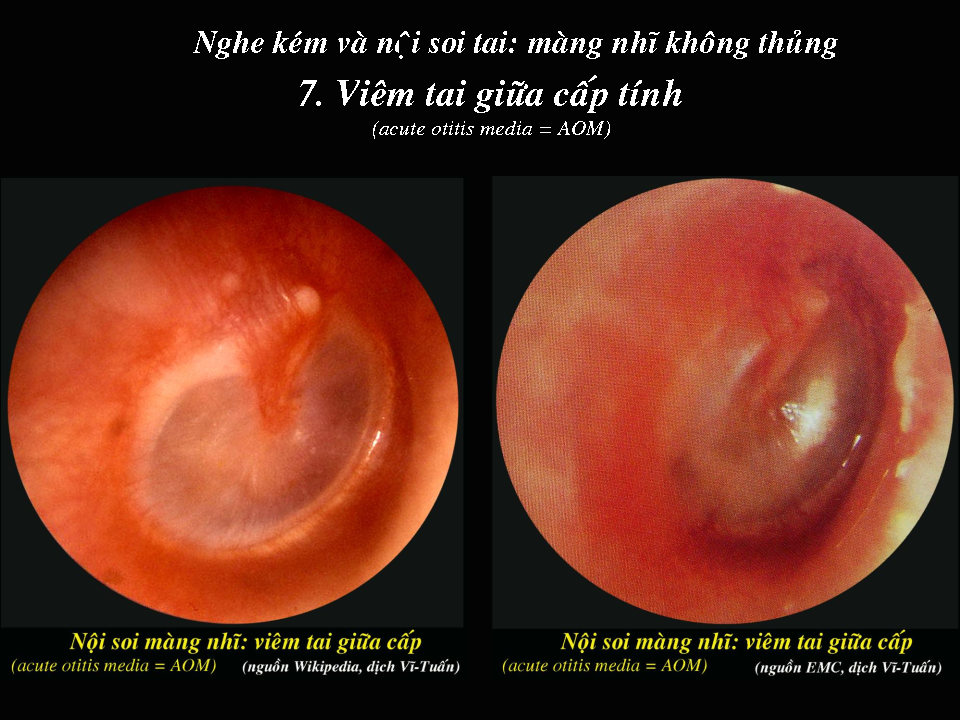 Nghe kém và nội soi tai: màng nhĩ không thủng
7. Viêm tai giữa cấp tính
(acute otitis media = AOM)
Nội soi màng nhĩ: viêm tai giữa cấp
(acute otitis media = AOM) (nguồn Wikipedia, dịch Vĩ-Tuấn)
Nội soi màng nhĩ: viêm tai giữa cấp
(acute otitis media = AOM) (nguồn EMC, dịch Vĩ-Tuấn)